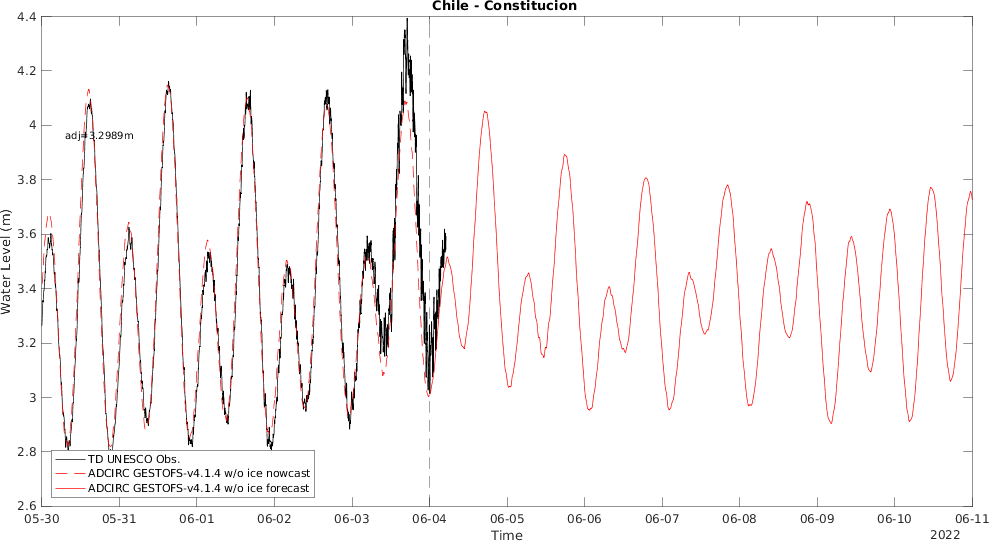 Chile - Constitucion
4.4
4.2
4
3.8
3.6
3.4
3.2
3
2.8
2.6
Water Level (m)
adj=3.2989m
TD UNESCO Obs.
ADCIRC GESTOFS-v4.1.4 w/o ice nowcast
ADCIRC GESTOFS-v4.1.4 w/o ice forecast
05-30 05-31 06-01 06-02 06-03 06-04 06-05 06-06 06-07 06-08 06-09 06-10 06-11
Time
2022